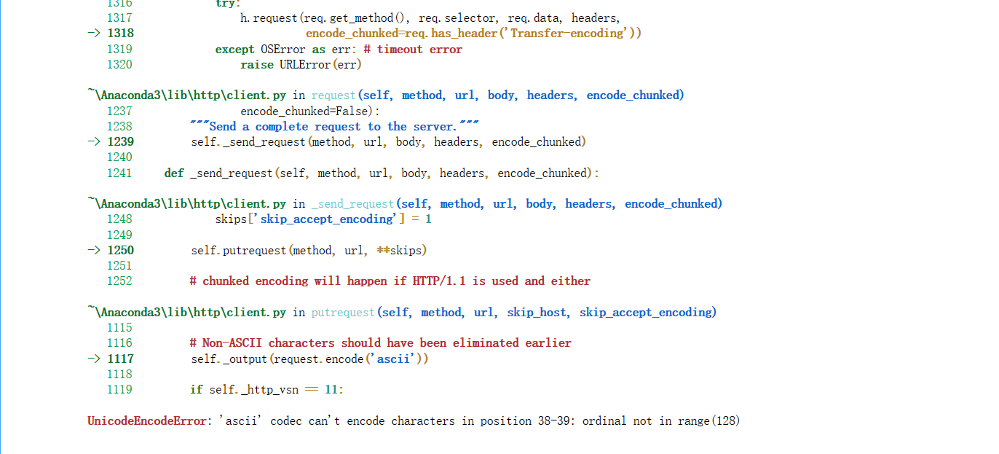 1316 try:
1317 h.request(req.get_method(), req.selector, req.data, headers,
-> 1318 encode_chunked=req.has_header('Transfer-encoding'))
1319 except OSError as err: # timeout error
1320 raise URLError(err)
~\Anaconda3\lib\http\client.py in request(self, method, url, body, headers, encode_chunked)
1237 encode_chunked=False):
1238 """Send a complete request to the server."""
-> 1239 self._send_request(method, url, body, headers, encode_chunked)
1240
1241 def _send_request(self, method, url, body, headers, encode_chunked):
~\Anaconda3\lib\http\client.py in _send_request(self, method, url, body, headers, encode_chunked)
1248 skips['skip_accept_encoding'] = 1
1249
-> 1250 self.putrequest(method, url, **skips)
1251
1252 # chunked encoding will happen if HTTP/1.1 is used and either
~\Anaconda3\lib\http\client.py in putrequest(self, method, url, skip_host, skip_accept_encoding)
1115
1116 # Non-ASCII characters should have been eliminated earlier
-> 1117 self._output(request.encode('ascii'))
1118
1119 if self._http_vsn == 11:
UnicodeEncodeError: 'ascii' codec can't encode characters in position 38-39: ordinal not in range(128)